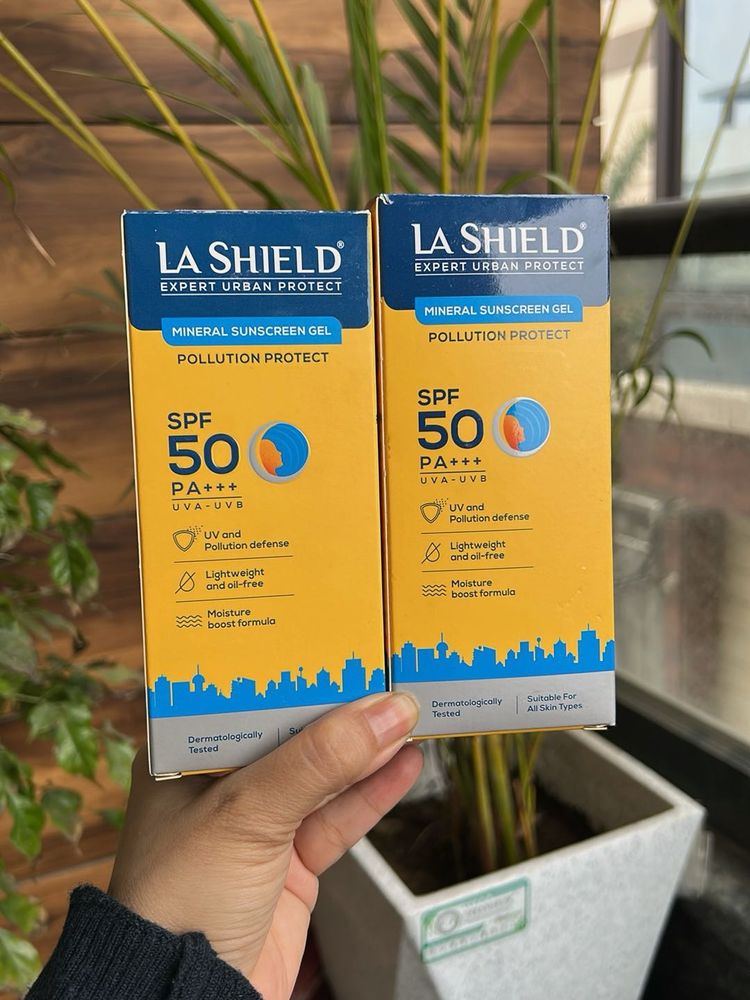 LA SHIELD®
EXPERT URBAN PROTECT
MINERAL SUNSCREEN GEL
POLLUTION PROTECT
SPF
50
PA+++
UVA-UVB
UV and
Pollution defense
Lightweight
and oil-free
Moisture
boost formula
Dermatologically
Tested
LA SHIELD®
EXPERT URBAN PROTECT
MINERAL SUNSCREEN GEL
POLLUTION PROTECT
SPF
50
PA+++
UVA-UVB
UV and
Pollution defense
Lightweight
and oil-free
Moisture
boost formula
Dermatologically
Tested
Suitable For
All Skin Types